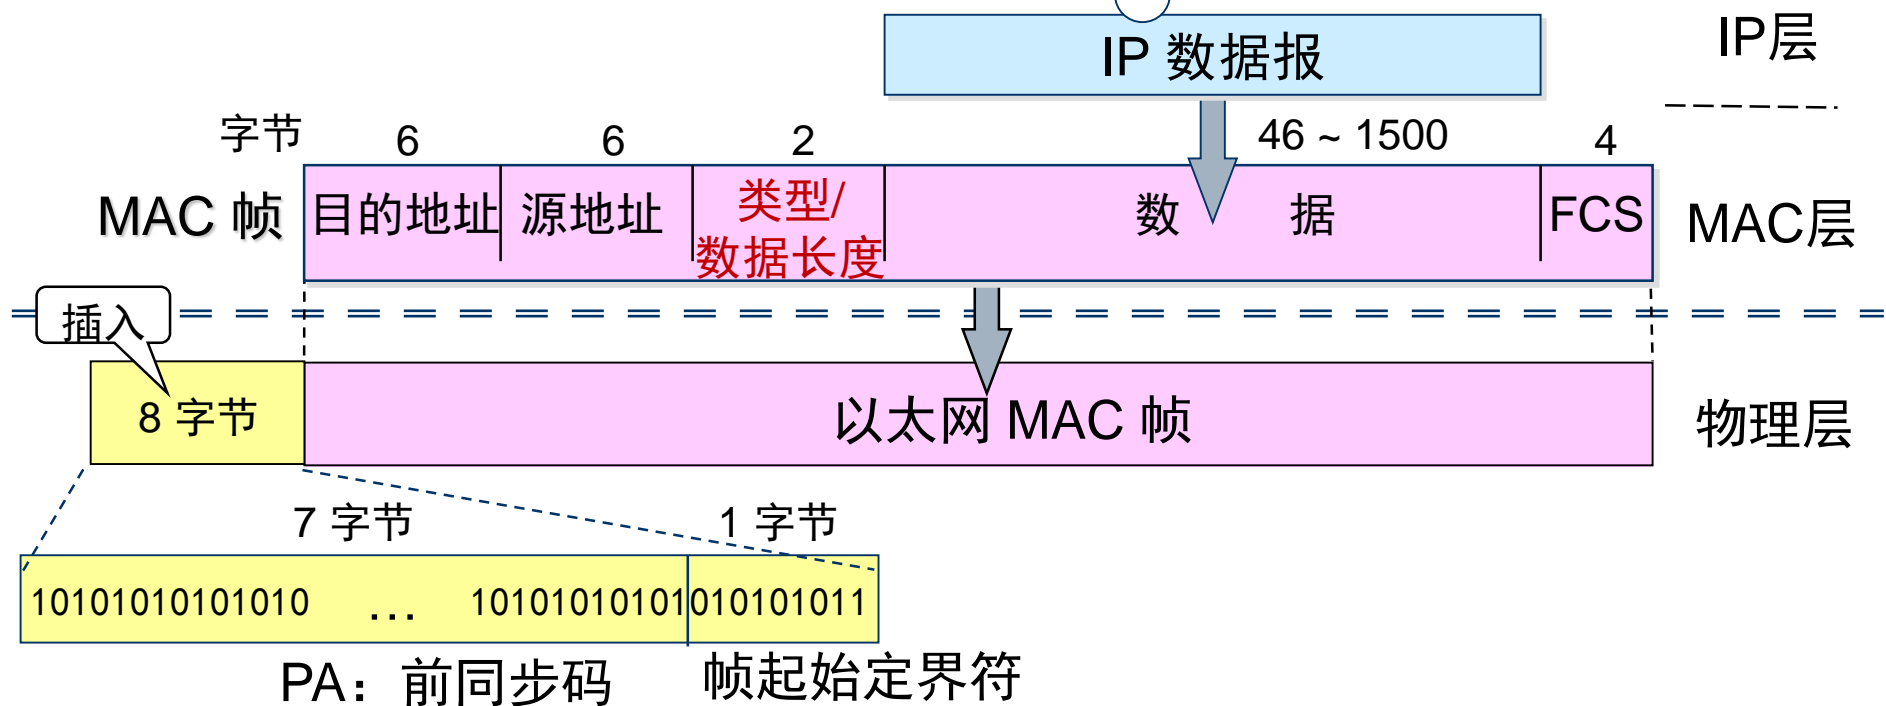 IP 数据报
IP层
字节 6 6 2 46 ~ 1500 4
MAC 帧
目的地址
源地址
类型/
数据长度
数 据
FCS
MAC层
插入
8 字节
以太网 MAC 帧
物理层
7 字节
1 字节
10101010101010 … 10101010101010101011
PA：前同步码
帧起始定界符